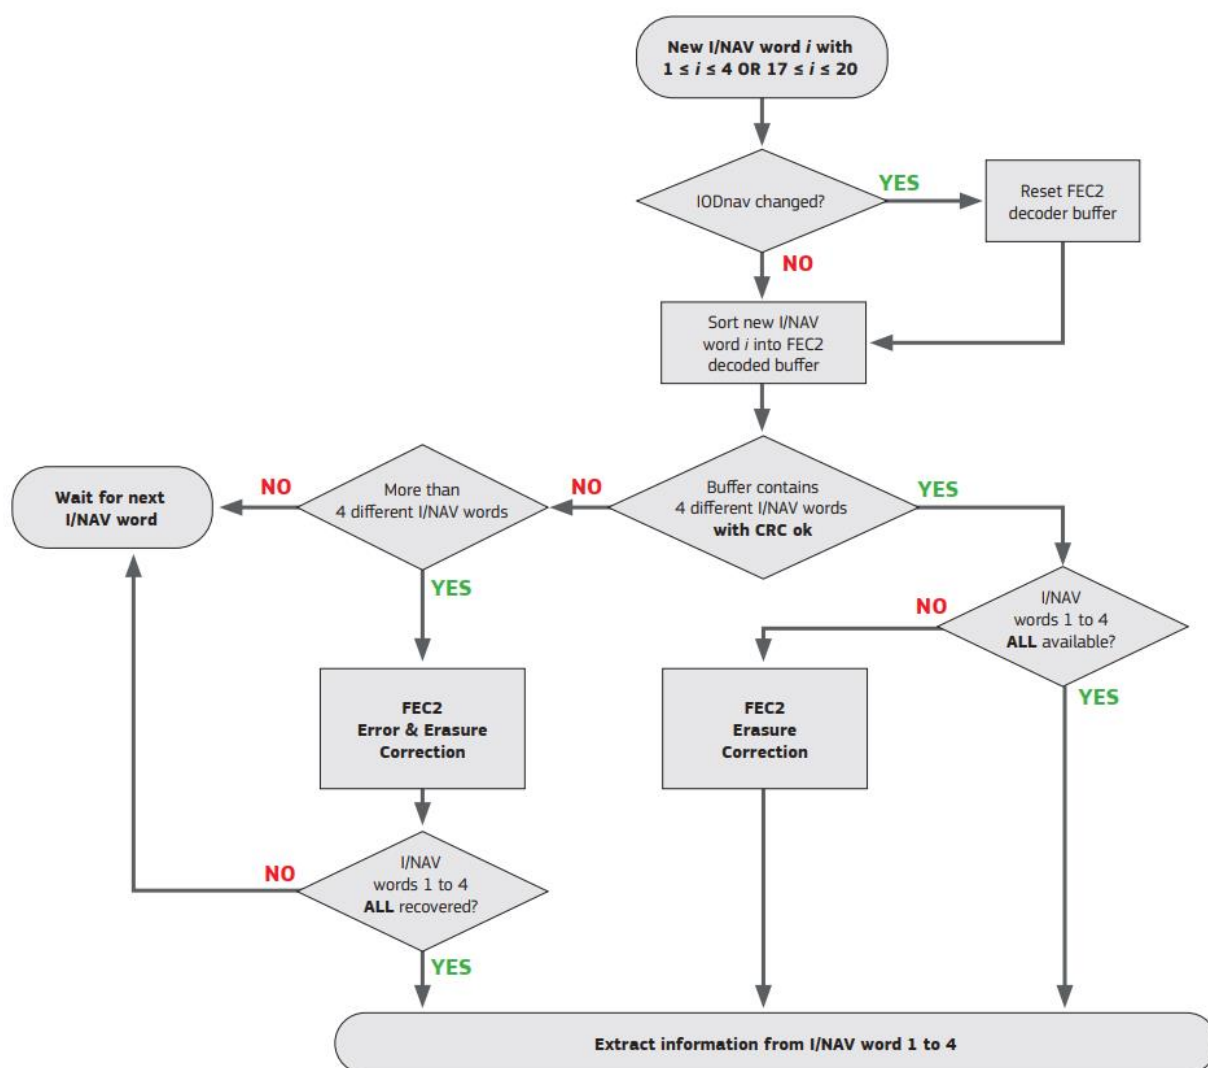 New I/NAV word i with
1 ≤ i ≤ 4 OR 17 ≤ i ≤ 20
IODnav changed?
YES
Reset FEC2
decoder buffer
NO
Sort new I/NAV
word i into FEC2
decoded buffer
Wait for next
I/NAV word
NO
More than
4 different I/NAV words
NO
Buffer contains
4 different I/NAV words
with CRC ok
YES
YES
NO
I/NAV
words 1 to 4
ALL available?
FEC2
Error & Erasure
Correction
FEC2
Erasure
Correction
YES
NO
I/NAV
words 1 to 4
ALL recovered?
YES
Extract information from I/NAV word 1 to 4